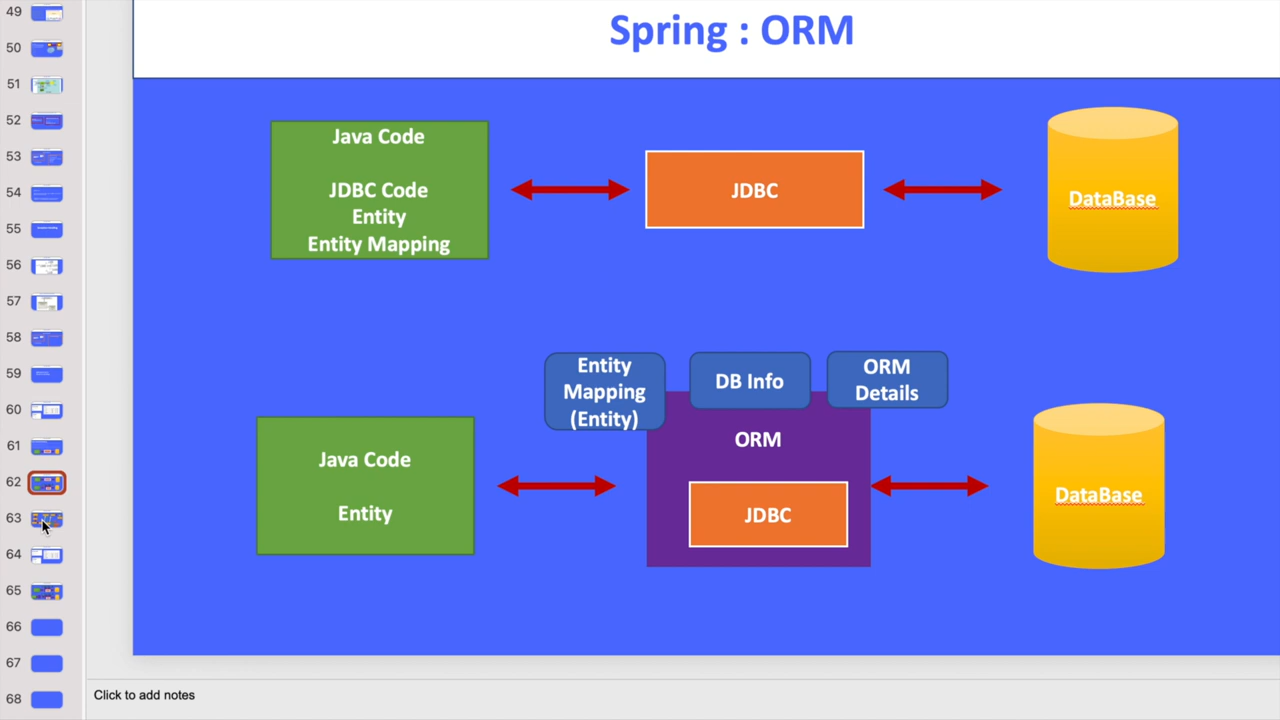 49
50
51
52
53
54
55
56
57
58
59
60
61
62
63
64
65
66
67
68
Spring : ORM
Java Code
JDBC Code
Entity
Entity Mapping
JDBC
DataBase
Entity
Mapping
(Entity)
DB Info
ORM
Details
ORM
Java Code
Entity
JDBC
DataBase
Click to add notes